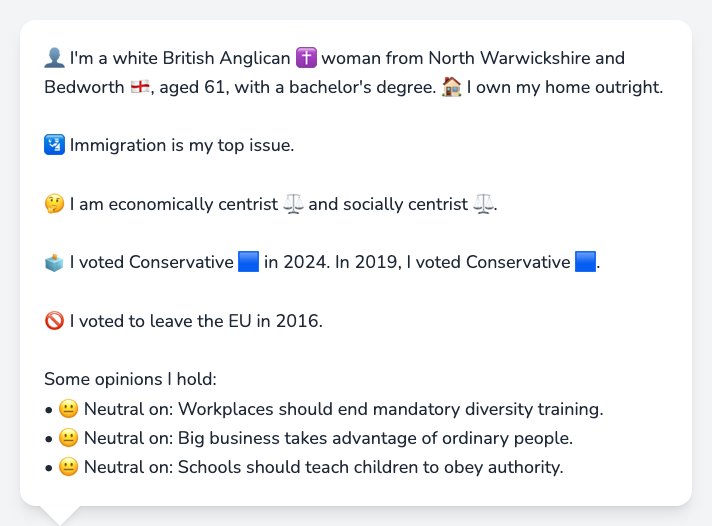 👤 I'm a white British Anglican ✝️ woman from North Warwickshire and
Bedworth 🏴󠁧󠁢󠁥󠁮󠁧󠁿, aged 61, with a bachelor's degree. 🏠 I own my home outright.
🛂 Immigration is my top issue.
🤔 I am economically centrist ⚖️ and socially centrist ⚖️.
🗳️ I voted Conservative 🟦 in 2024. In 2019, I voted Conservative 🟦.
🚫 I voted to leave the EU in 2016.
Some opinions I hold:
• 😐 Neutral on: Workplaces should end mandatory diversity training.
• 😐 Neutral on: Big business takes advantage of ordinary people.
• 😐 Neutral on: Schools should teach children to obey authority.